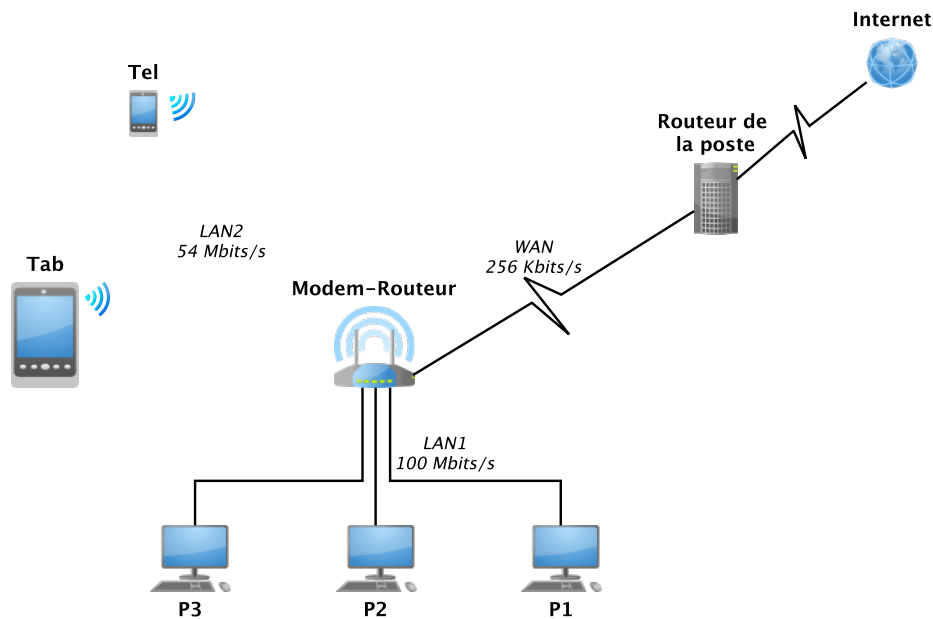 Internet
Tel
Routeur de
la poste
LAN2
54 Mbits/s
WAN
256 Kbits/s
Tab
Modem-Routeur
LAN1
100 Mbits/s
P3
P2
P1